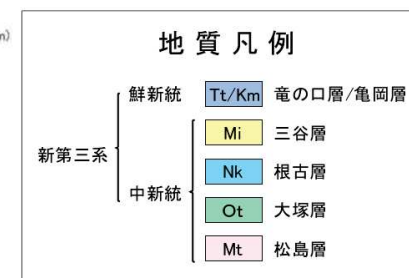 m)
地質凡例
鮮新統 Tt/Km 竜の口層/亀岡層
Mi 三谷層
新第三系
Nk 根古層
中新統
Ot 大塚層
Mt 松島層